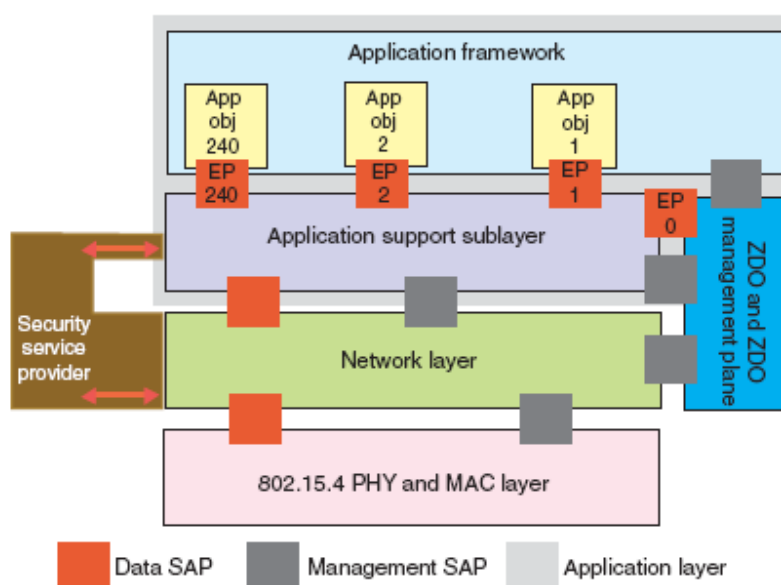 Application framework
App
obj
240
App
obj
2
App
obj
1
EP
240
EP
2
EP
1
EP
0
Application support sublayer
ZDO and ZDO
management plane
Security
service
provider
Network layer
802.15.4 PHY and MAC layer
Data SAP
Management SAP
Application layer